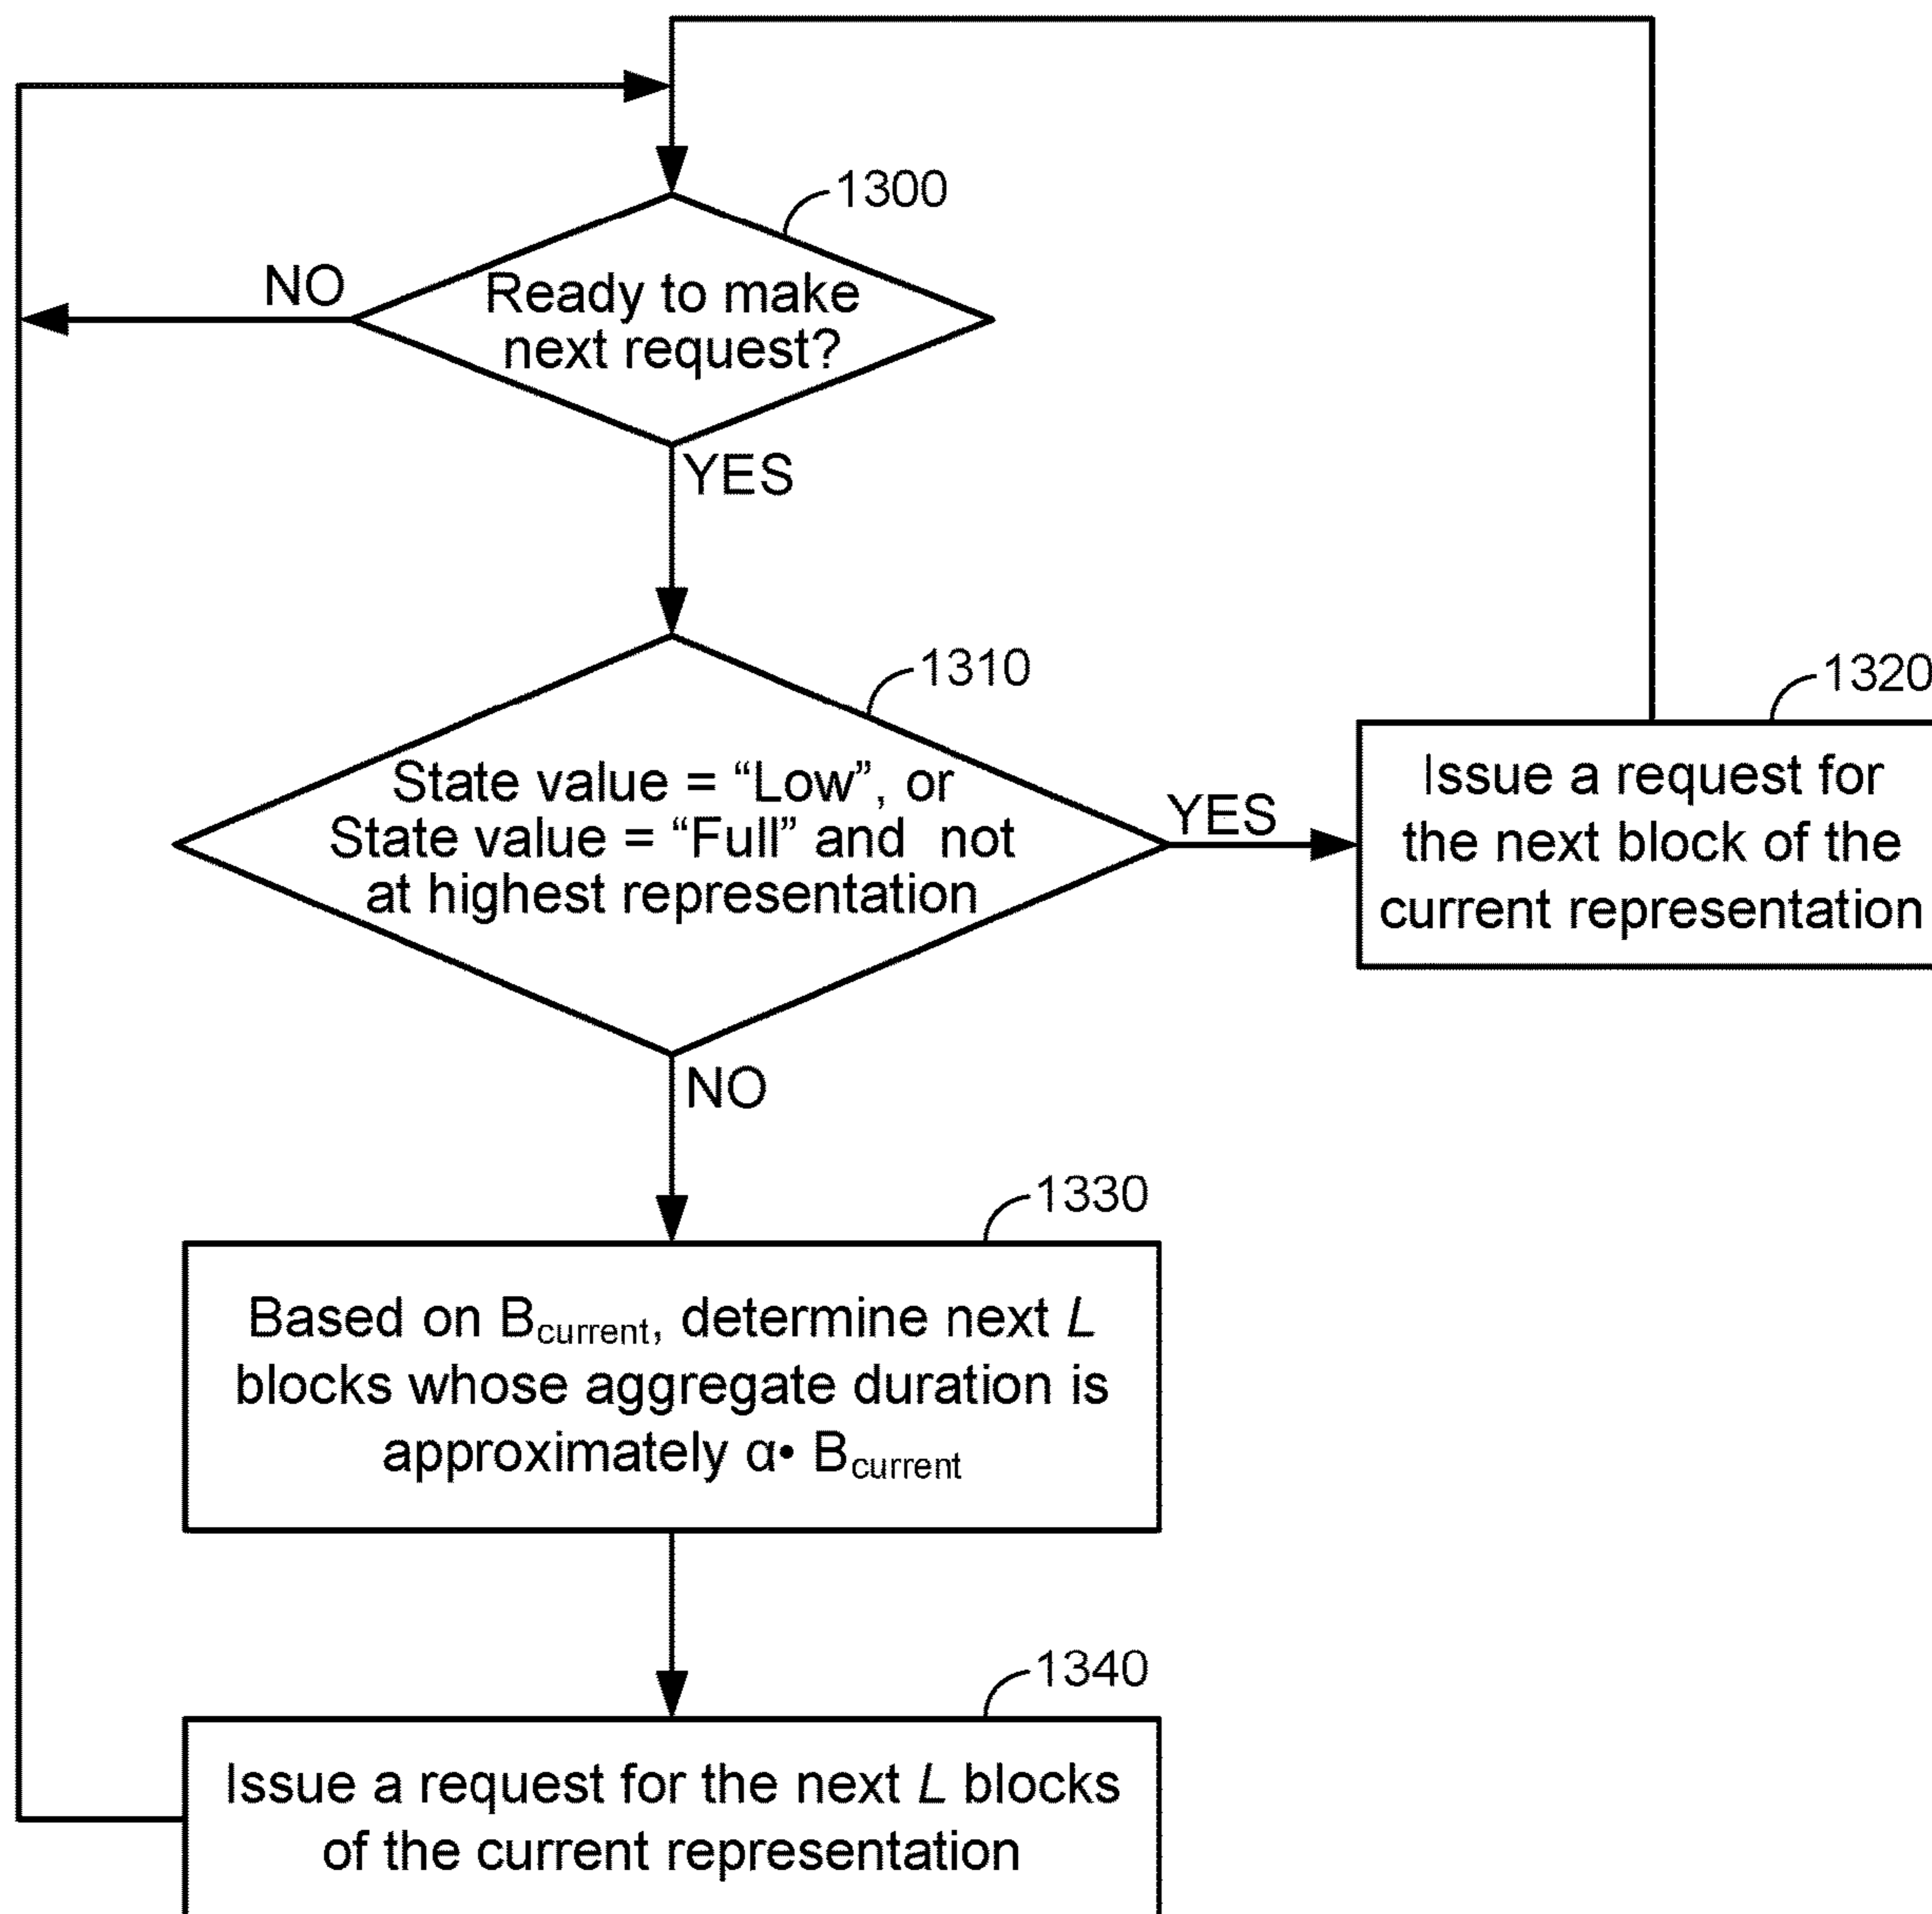 1300
NO
Ready to make
next request?
YES
1310
State value = “Low”, or
State value = “Full” and not
at highest representation
YES
1320
Issue a request for
the next block of the
current representation
NO
1330
Based on Bcurrent, determine next L
blocks whose aggregate duration is
approximately α• Bcurrent
1340
Issue a request for the next L blocks
of the current representation